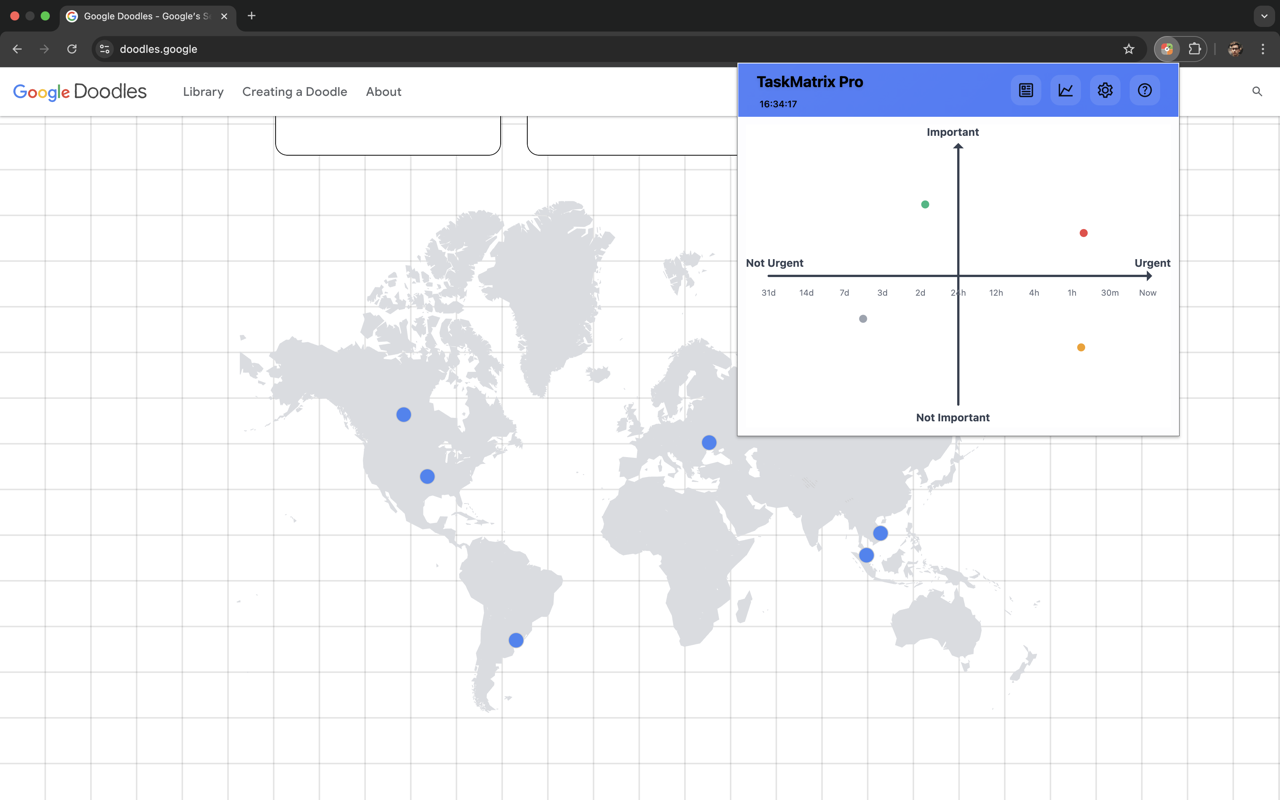 Google Doodles - Google's S
doodles.google
Google Doodles
Library
Creating a Doodle
About
TaskMatrix Pro
16:34:17
Important
Not Urgent
Urgent
31d 14d 7d 3d 2d 24h 12h 4h 1h 30m Now
Not Important